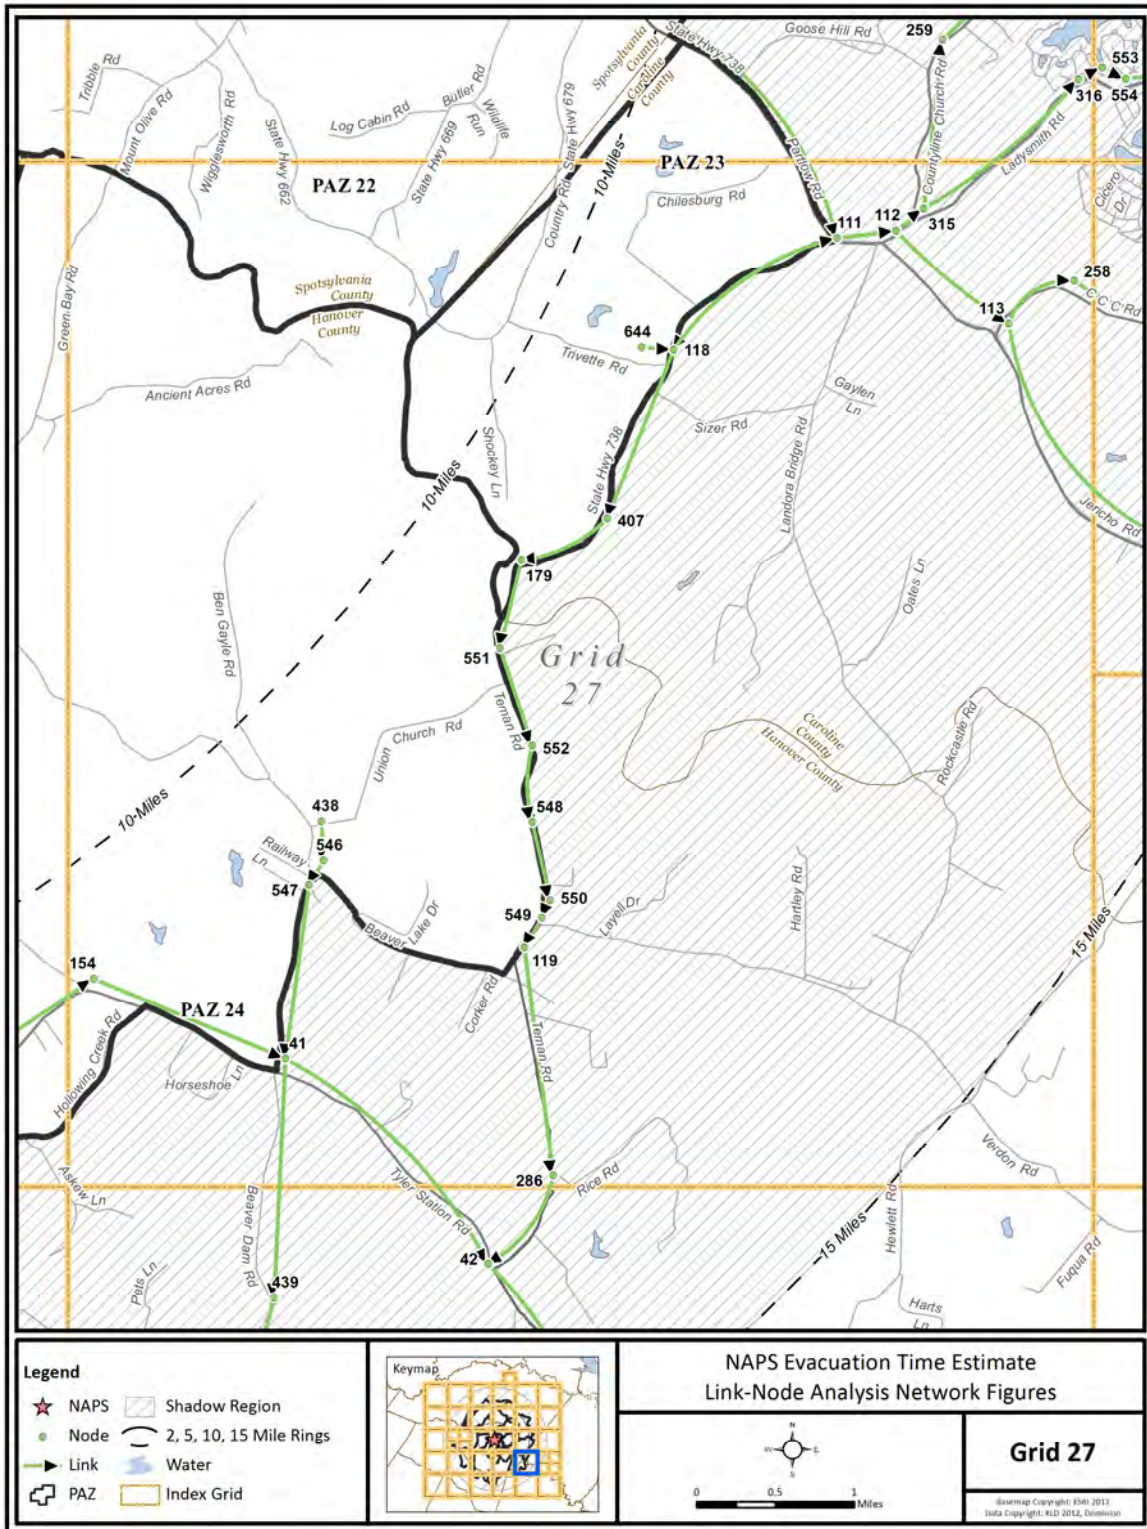 State Hwy 738
Goose Hill Rd
259
553
Tribble Rd
Spotsylvania
County
Caroline
County
316
554
Mount Olive Rd
Butler Rd
Log Cabin Rd
Wildlife
Run
State Hwy 679
Wigglesworth Rd
State Hwy 662
State Hwy 669
Countyline Church Rd
Ladysmith Rd
PAZ 22
10-Miles
PAZ 23
Partlow Rd
Chilesburg Rd
Cicero
Dr
Country Rd
111
112
315
Green Bay Rd
Spotsylvania
County
Hanover
County
258
C C C Rd
113
644
118
Trivette Rd
Ancient Acres Rd
Gaylen
Ln
Sizer Rd
Shockey Ln
State Hwy 738
Landora Bridge Rd
10-Miles
407
Jericho Rd
179
Ben Gayle Rd
Oates Ln
551
Grid
27
Teman Rd
Union Church Rd
552
Caroline
County
Hanover County
Rockcastle Rd
10-Miles
438
548
Railway
Ln
546
547
550
549
Beaver Lake Dr
Layell Dr
Hartley Rd
119
15 Miles
154
PAZ 24
Corker Rd
Hollowing Creek Rd
41
Teman Rd
Horseshoe
Ln
Verdon Rd
Askew Ln
Tyler Station Rd
286
Rice Rd
Beaver Dam Rd
Hewlett Rd
15 Miles
42
Pets Ln
439
Fuqua Rd
Harts
Ln
Legend
NAPS
Shadow Region
Node
2, 5, 10, 15 Mile Rings
Link
Water
PAZ
Index Grid
Keymap
NAPS Evacuation Time Estimate
Link-Node Analysis Network Figures
N
W
E
S
0
0.5
1
Miles
Grid 27
Basemap Copyright: ESRI 2012
Data Copyright: KLD 2012, Dominion